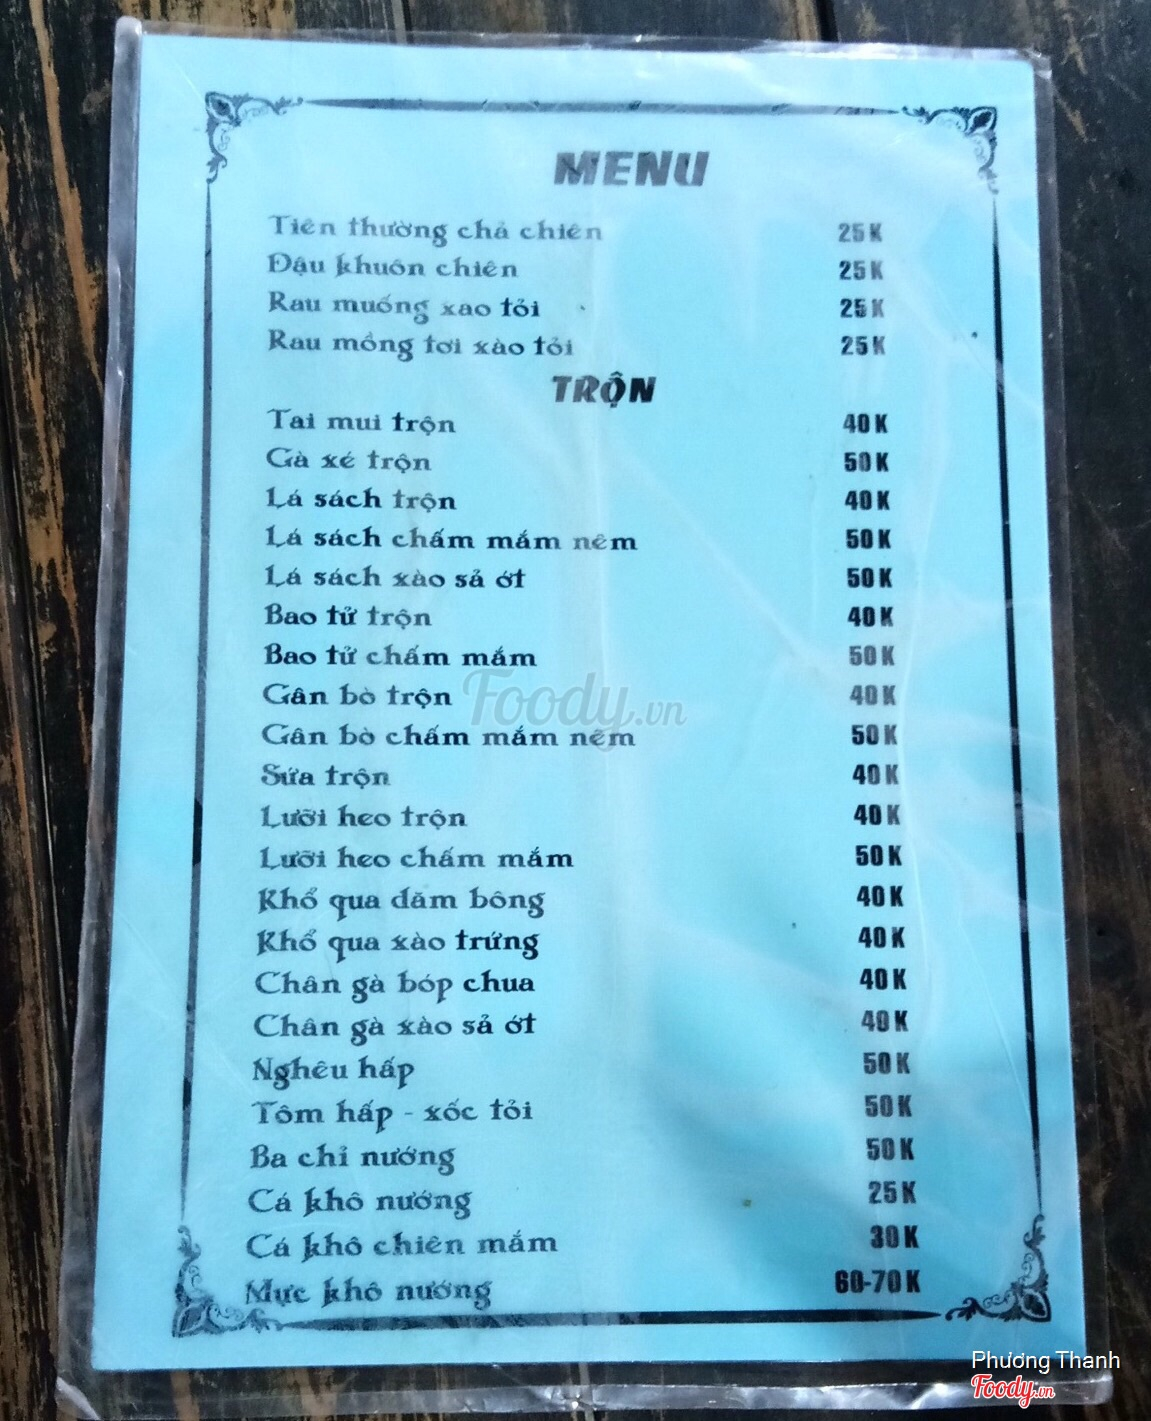 MENU
Tiên thường chả chiên 25K
Đậu khuôn chiên 25K
Rau muống xao tỏi 25K
Rau mồng tơi xào tỏi 25K
TRỘN
Tai mui trộn 40K
Gà xé trộn 50K
Lá sách trộn 40K
Lá sách chấm mắm nêm 50K
Lá sách xào sả ớt 50K
Bao tử trộn 40K
Bao tử chấm mắm 50K
Gân bò trộn 40K
Gân bò chấm mắm nêm 50K
Sứa trộn 40K
Lưỡi heo trộn 40K
Lưỡi heo chấm mắm 50K
Khổ qua dăm bông 40K
Khổ qua xào trứng 40K
Chân gà bóp chua 40K
Chân gà xào sả ớt 40K
Nghêu hấp 50K
Tôm hấp - xốc tỏi 50K
Ba chỉ nướng 50K
Cá khô nướng 25K
Cá khô chiên mắm 30K
Mực khô nướng 60-70K
Foody.vn
Phương Thanh
Foody.vn